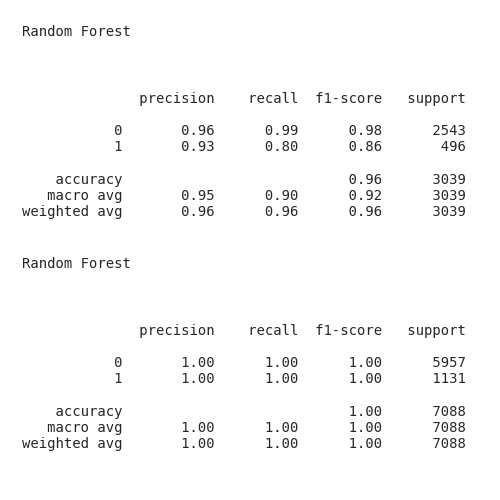 Random Forest
precision recall f1-score support
0 0.96 0.99 0.98 2543
1 0.93 0.80 0.86 496
accuracy 0.96 3039
macro avg 0.95 0.90 0.92 3039
weighted avg 0.96 0.96 0.96 3039
Random Forest
precision recall f1-score support
0 1.00 1.00 1.00 5957
1 1.00 1.00 1.00 1131
accuracy 1.00 7088
macro avg 1.00 1.00 1.00 7088
weighted avg 1.00 1.00 1.00 7088